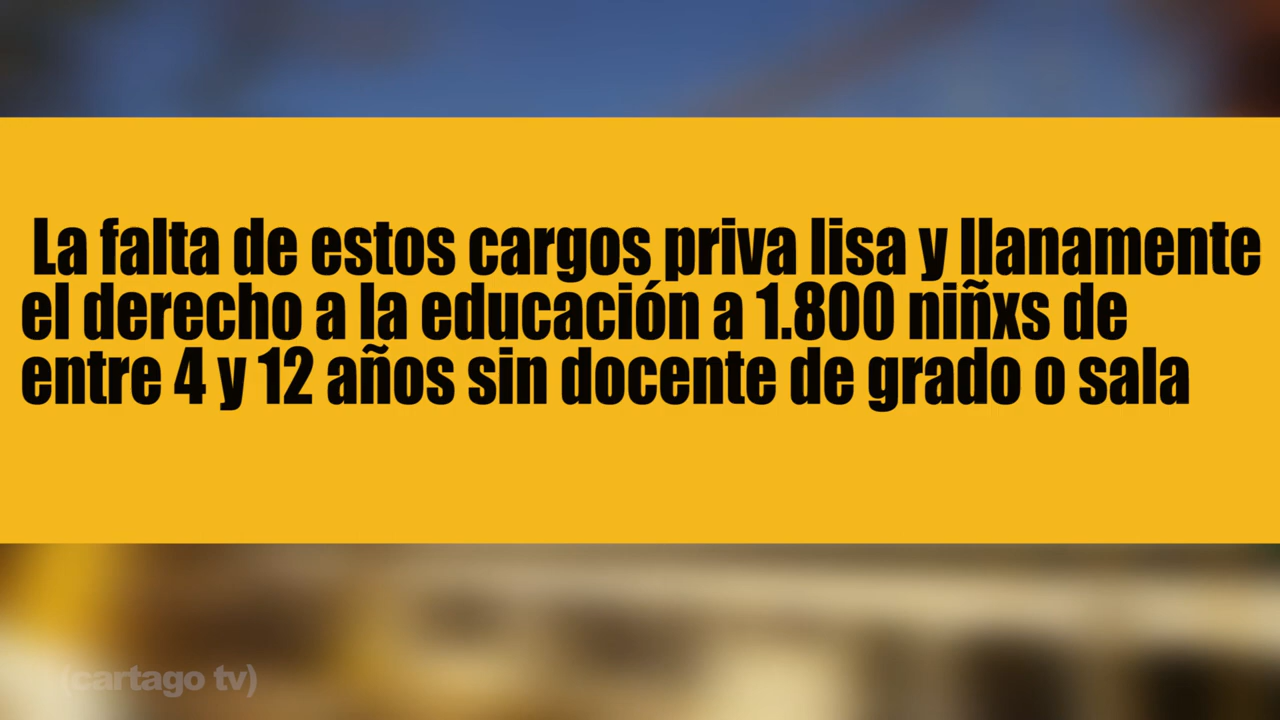 La falta de estos cargos priva lisa y llanamente
el derecho a la educación a 1.800 niñxs de
entre 4 y 12 años sin docente de grado o sala
(cartago tv)